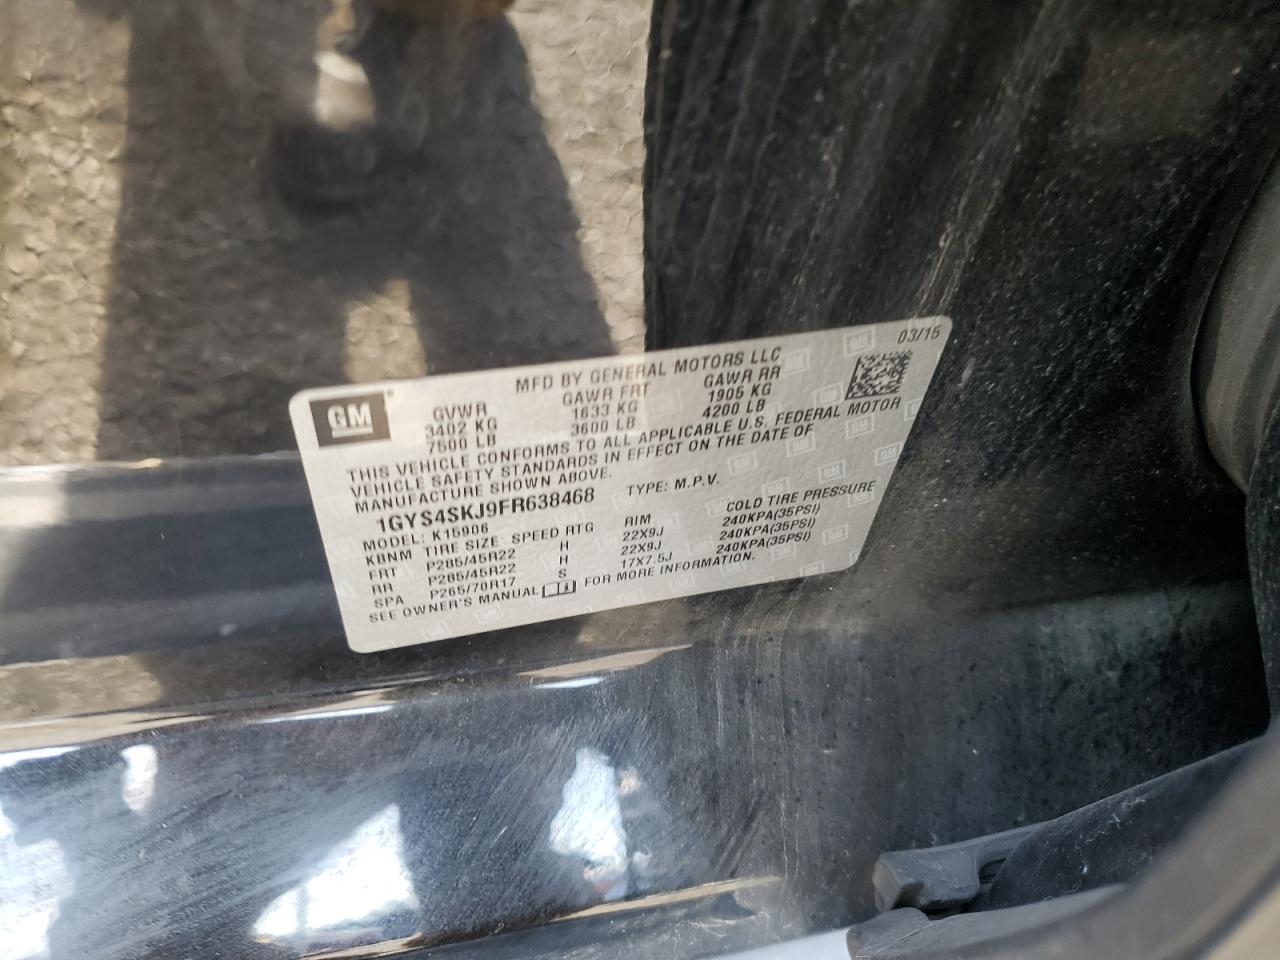 03/15
MFD BY GENERAL MOTORS LLC
GM®
GVWR GAWR FRT GAWR RR
3402 KG 1633 KG 1905 KG
7500 LB 3600 LB 4200 LB
THIS VEHICLE CONFORMS TO ALL APPLICABLE U.S. FEDERAL MOTOR
VEHICLE SAFETY STANDARDS IN EFFECT ON THE DATE OF
MANUFACTURE SHOWN ABOVE.
1GYS4SKJ9FR638468 TYPE: M.P.V.
MODEL: K15906
KBNM TIRE SIZE SPEED RTG RIM COLD TIRE PRESSURE
FRT P285/45R22 H 22X9J 240KPA(35PSI)
RR P285/45R22 H 22X9J 240KPA(35PSI)
SPA P265/70R17 S 17X7.5J 240KPA(35PSI)
SEE OWNER'S MANUAL FOR MORE INFORMATION.